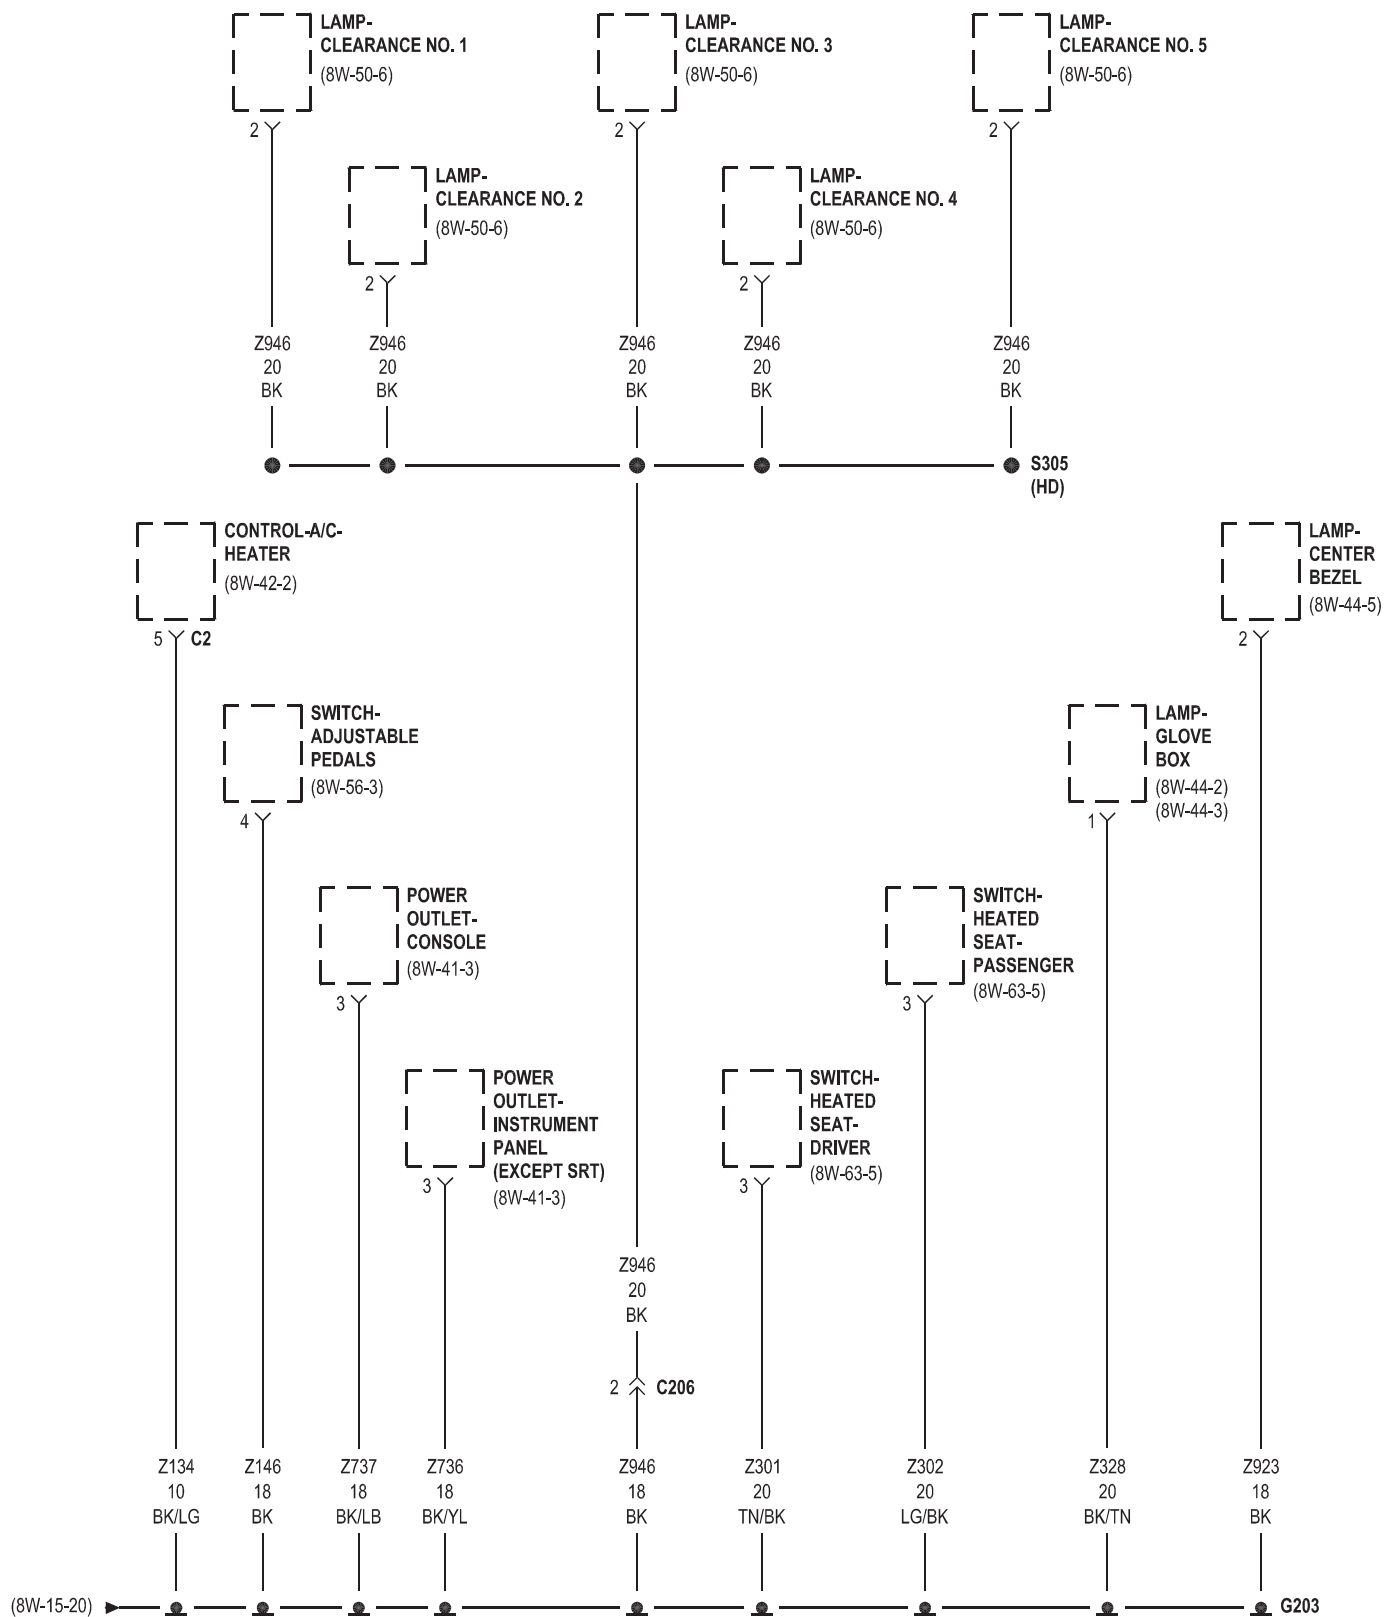 LAMP-
CLEARANCE NO. 1
(8W-50-6)
2
LAMP-
CLEARANCE NO. 3
(8W-50-6)
2
LAMP-
CLEARANCE NO. 5
(8W-50-6)
2
LAMP-
CLEARANCE NO. 2
(8W-50-6)
2
LAMP-
CLEARANCE NO. 4
(8W-50-6)
2
Z946
20
BK
Z946
20
BK
Z946
20
BK
Z946
20
BK
Z946
20
BK
S305
(HD)
CONTROL-A/C-
HEATER
(8W-42-2)
5
C2
LAMP-
CENTER
BEZEL
(8W-44-5)
2
SWITCH-
ADJUSTABLE
PEDALS
(8W-56-3)
4
LAMP-
GLOVE
BOX
(8W-44-2)
(8W-44-3)
1
POWER
OUTLET-
CONSOLE
(8W-41-3)
3
SWITCH-
HEATED
SEAT-
PASSENGER
(8W-63-5)
3
POWER
OUTLET-
INSTRUMENT
PANEL
(EXCEPT SRT)
(8W-41-3)
3
SWITCH-
HEATED
SEAT-
DRIVER
(8W-63-5)
3
Z946
20
BK
2
C206
Z134
10
BK/LG
Z146
18
BK
Z737
18
BK/LB
Z736
18
BK/YL
Z946
18
BK
Z301
20
TN/BK
Z302
20
LG/BK
Z328
20
BK/TN
Z923
18
BK
(8W-15-20)
G203